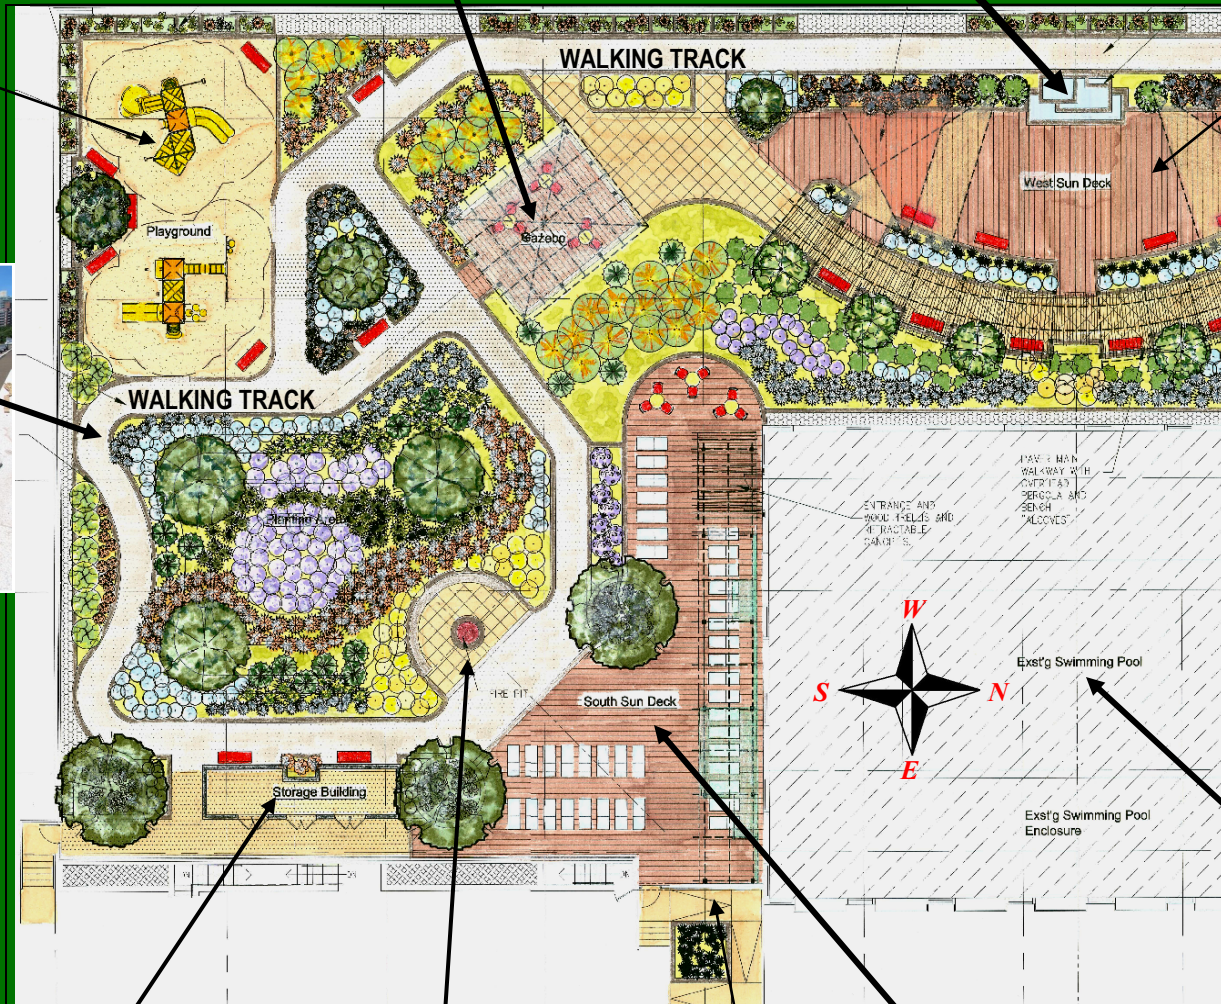 WALKING TRACK
West Sun Deck
Playground
Gazebo
WALKING TRACK
PAVER MAIN
WALKWAY WITH
OVERHEAD
PERGOLA AND
BENCH
"ALCOVES"
ENTRANCE AND
WOOD TRELLIS AND
RETRACTABLE
CANOPIES.
Planting Area
W
S
N
E
Exst'g Swimming Pool
FIRE PIT
South Sun Deck
Storage Building
Exst'g Swimming Pool
Enclosure
DN
DN